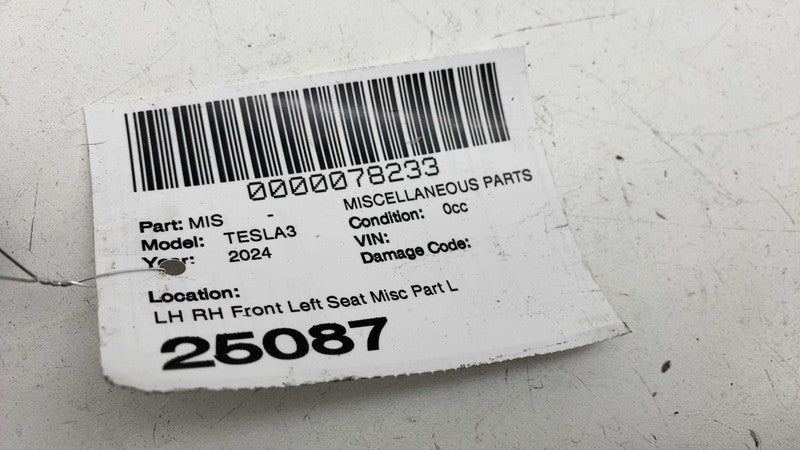 0000078233
Part: MIS - MISCELLANEOUS PARTS
Model: TESLA3 Condition: 0cc
Year: 2024 VIN:
Damage Code:
Location:
LH RH Front Left Seat Misc Part L
25087